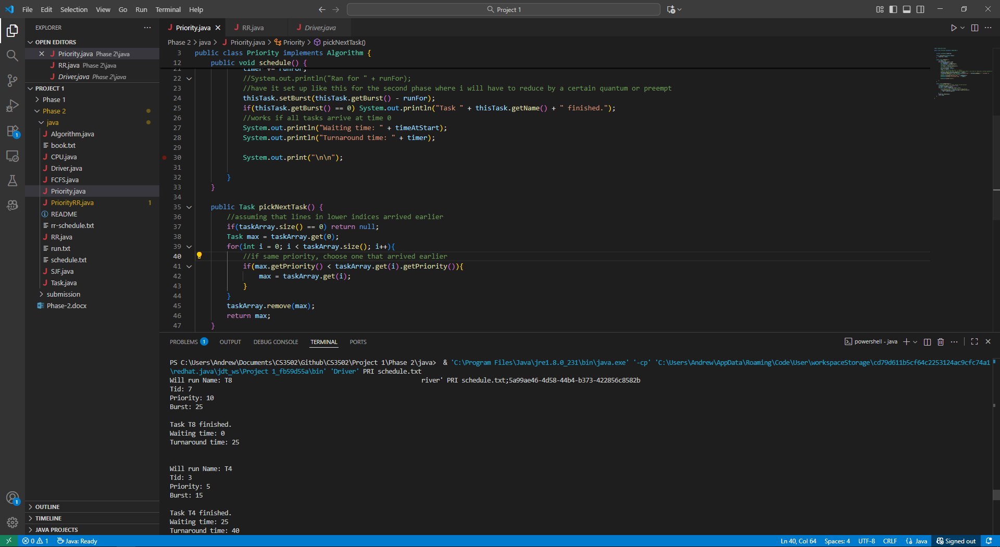 File Edit Selection View Go Run Terminal Help
Project 1
EXPLORER
OPEN EDITORS
Priority.java Phase 2\java
RR.java Phase 2\java
Driver.java Phase 2\java
PROJECT 1
Phase 1
Phase 2
java
Algorithm.java
book.txt
CPU.java
Driver.java
FCFS.java
Priority.java
PriorityRR.java 1
README
rr-schedule.txt
RR.java
run.txt
schedule.txt
SJF.java
Task.java
submission
Phase-2.docx
OUTLINE
TIMELINE
JAVA PROJECTS
1
1
Priority.java
RR.java
Driver.java
Phase 2 > java > Priority.java > Priority > pickNextTask()
3 public class Priority implements Algorithm {
12 public void schedule() {
21 timer += runFor;
22 //System.out.println("Ran for " + runFor);
23 //have it set up like this for the second phase where i will have to reduce by a certain quantum or preempt
24 thisTask.setBurst(thisTask.getBurst() - runFor);
25 if(thisTask.getBurst() == 0) System.out.println("Task " + thisTask.getName() + " finished.");
26 //works if all tasks arrive at time 0
27 System.out.println("Waiting time: " + timeAtStart);
28 System.out.println("Turnaround time: " + timer);
29
30 System.out.print("\n\n");
31
32 }
33 }
34
35 public Task pickNextTask() {
36 //assuming that lines in lower indices arrived earlier
37 if(taskArray.size() == 0) return null;
38 Task max = taskArray.get(0);
39 for(int i = 0; i < taskArray.size(); i++){
40 //if same priority, choose one that arrived earlier
41 if(max.getPriority() < taskArray.get(i).getPriority()){
42 max = taskArray.get(i);
43 }
44 }
45 taskArray.remove(max);
46 return max;
47 }
PROBLEMS 1 OUTPUT DEBUG CONSOLE TERMINAL PORTS
powershell - java
PS C:\Users\Andrew\Documents\CS3502\Github\CS3502\Project 1\Phase 2\java> & 'C:\Program Files\Java\jre1.8.0_231\bin\java.exe' '-cp' 'C:\Users\Andrew\AppData\Roaming\Code\User\workspaceStorage\cd79d611b5cf64c2253124ac9cfc74a1
\redhat.java\jdt_ws\Project 1_fb59d55a\bin' 'Driver' PRI schedule.txt
Will run Name: T8 river' PRI schedule.txt;5a99ae46-4d58-44b4-b373-422856c8582b
Tid: 7
Priority: 10
Burst: 25
Task T8 finished.
Waiting time: 0
Turnaround time: 25
Will run Name: T4
Tid: 3
Priority: 5
Burst: 15
Task T4 finished.
Waiting time: 25
Turnaround time: 40
0 1 Java: Ready
Ln 40, Col 64 Spaces: 4 UTF-8 CRLF {} Java Signed out